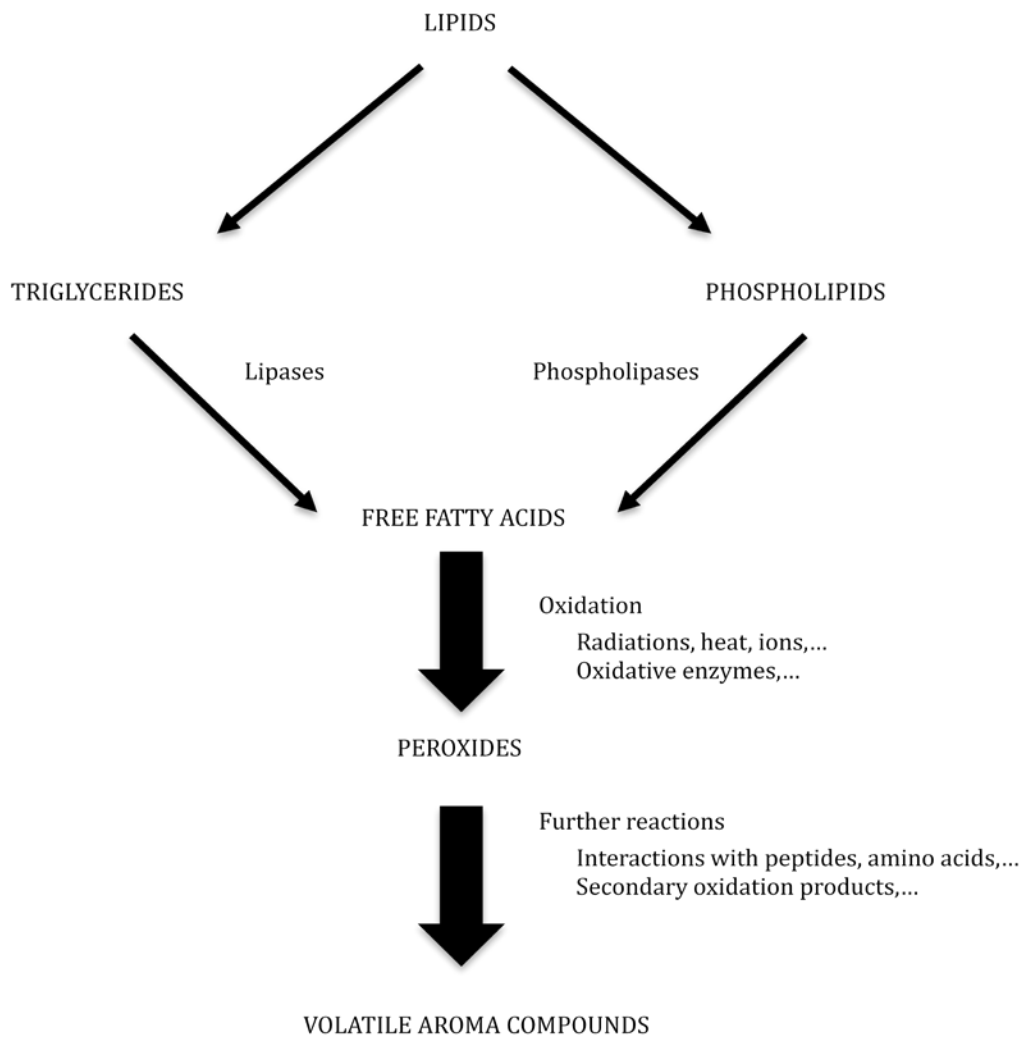 LIPIDS
TRIGLYCERIDES
PHOSPHOLIPIDS
Lipases
Phospholipases
FREE FATTY ACIDS
Oxidation
Radiations, heat, ions,...
Oxidative enzymes,...
PEROXIDES
Further reactions
Interactions with peptides, amino acids,...
Secondary oxidation products,...
VOLATILE AROMA COMPOUNDS